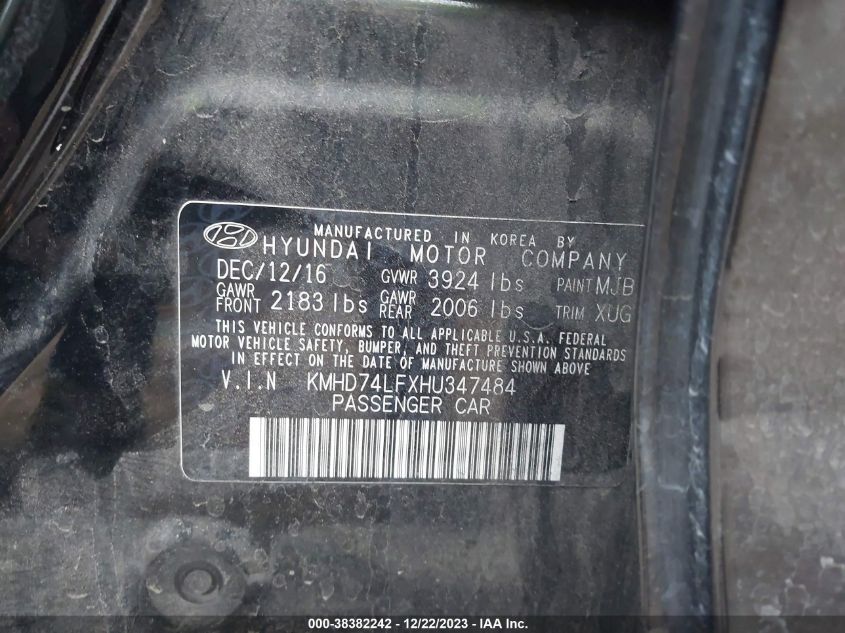 MANUFACTURED IN KOREA BY
HYUNDAI MOTOR COMPANY
DEC/12/16 GVWR 3924 lbs PAINT MJB
GAWR FRONT 2183 lbs GAWR REAR 2006 lbs TRIM XUG
THIS VEHICLE CONFORMS TO ALL APPLICABLE U.S.A. FEDERAL
MOTOR VEHICLE SAFETY, BUMPER, AND THEFT PREVENTION STANDARDS
IN EFFECT ON THE DATE OF MANUFACTURE SHOWN ABOVE
V.I.N KMHD74LFXHU347484
PASSENGER CAR
000-38382242 - 12/22/2023 - IAA Inc.